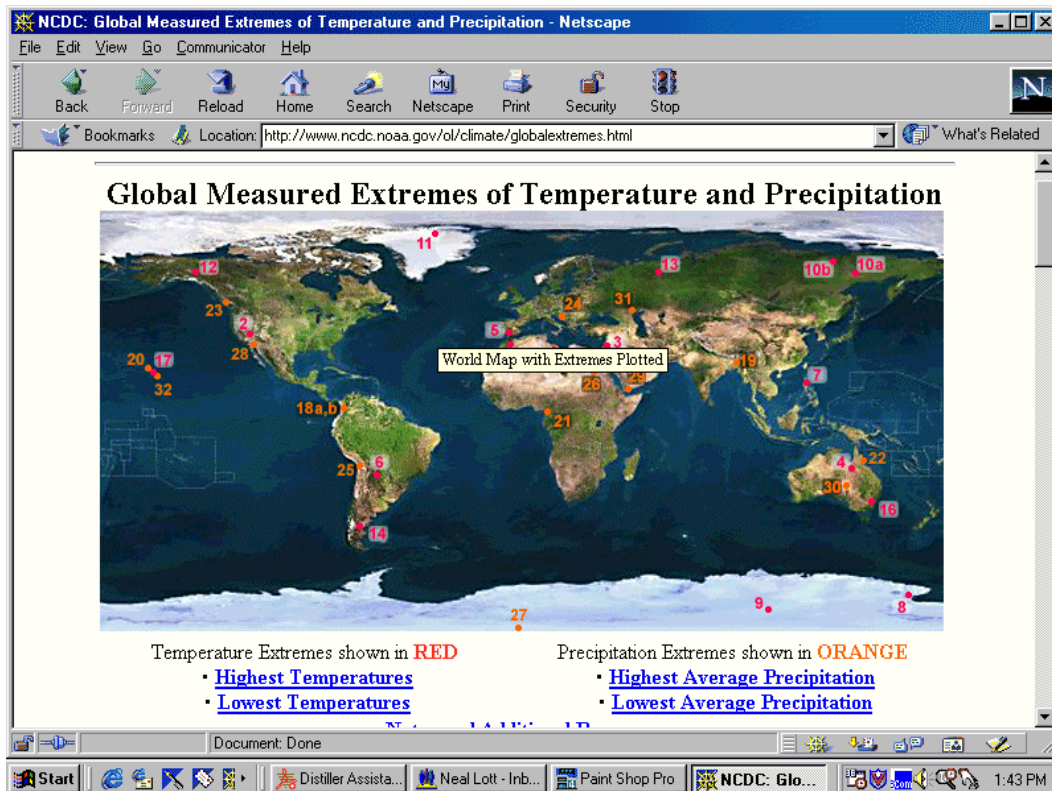 NCDC: Global Measured Extremes of Temperature and Precipitation - Netscape
File Edit View Go Communicator Help
My
N
Back Forward Reload Home Search Netscape Print Security Stop
Bookmarks Location: http://www.ncdc.noaa.gov/ol/climate/globalextremes.html What's Related
Global Measured Extremes of Temperature and Precipitation
11
12 13 10b 10a
23 24 31
2 5 3
28
20 17 19
World Map with Extremes Plotted
32 26 29 7
18a,b 21
25 6 4 22
30
14 16
27 9 8
Temperature Extremes shown in RED Precipitation Extremes shown in ORANGE
· Highest Temperatures · Highest Average Precipitation
· Lowest Temperatures · Lowest Average Precipitation
Document: Done
Start Distiller Assista... Neal Lott - Inb... Paint Shop Pro NCDC: Glo... 3Com 1:43 PM